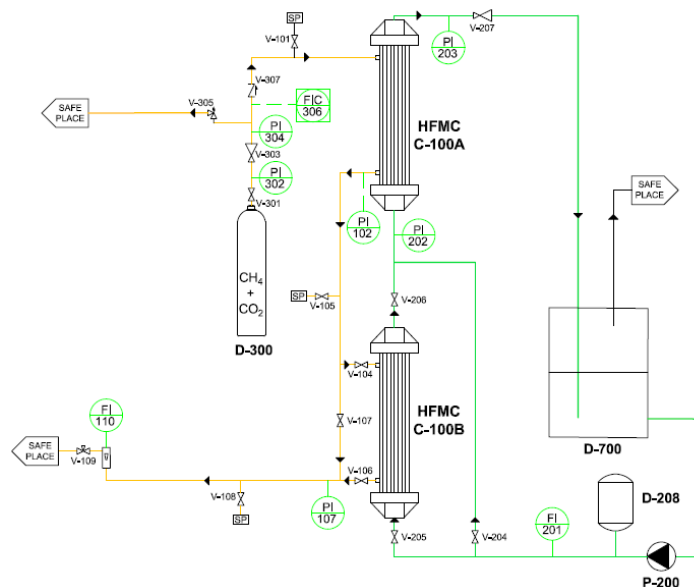 SP
V-101
PI
203
V-207
V-307
V-305
SAFE
PLACE
FIC
306
PI
304
HFMC
C-100A
V-303
PI
302
SAFE
PLACE
V-301
PI
102
PI
202
CH4
+
CO2
SP
V-105
V-206
D-300
V-104
HFMC
C-100B
FI
110
V-107
D-700
SAFE
PLACE
V-109
V-106
V-108
SP
PI
107
FI
201
D-208
V-205
V-204
P-200